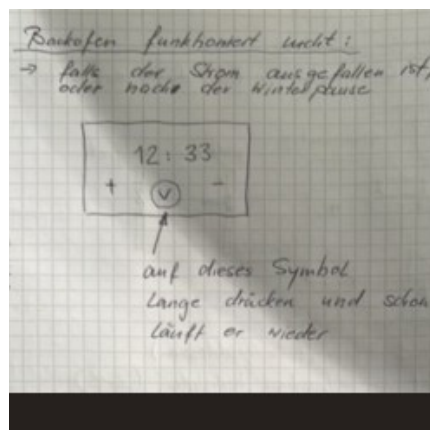 Backofen funktioniert nicht:
→ falls der Strom ausgefallen ist,
oder nach der Winterpause
12:33
+ v -
auf dieses Symbol
Lange drücken und schon
läuft er wieder